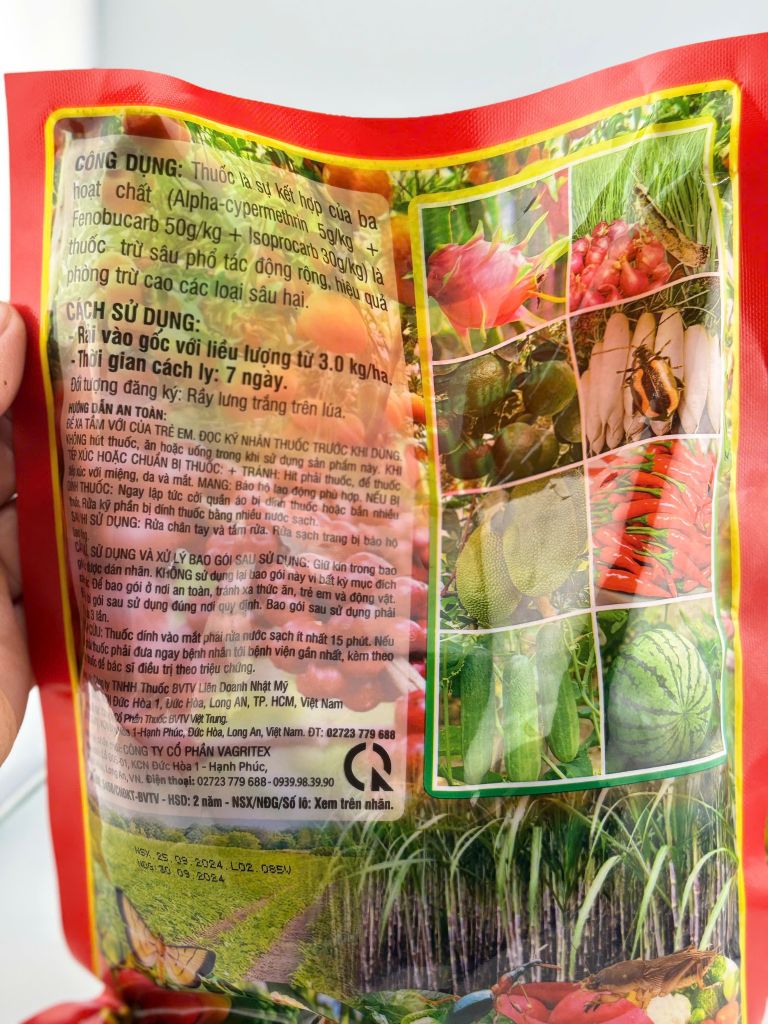 CÔNG DỤNG: Thuốc là sự kết hợp của ba
hoạt chất (Alpha-cypermethrin 5g/kg +
Fenobucarb 50g/kg + Isoprocarb 30g/kg) là
thuốc trừ sâu phổ tác động rộng, hiệu quả
phòng trừ cao các loại sâu hại.
CÁCH SỬ DỤNG:
- Rải vào gốc với liều lượng từ 3.0 kg/ha.
- Thời gian cách ly: 7 ngày.
Đối tượng đăng ký: Rầy lưng trắng trên lúa.
HƯỚNG DẪN AN TOÀN:
ĐỂ XA TẦM VỚI CỦA TRẺ EM. ĐỌC KỸ NHÃN THUỐC TRƯỚC KHI DÙNG.
KHÔNG hút thuốc, ăn hoặc uống trong khi sử dụng sản phẩm này. KHI
TIẾP XÚC HOẶC CHUẨN BỊ THUỐC: + TRÁNH: Hít phải thuốc, để thuốc
tiếp xúc với miệng, da và mắt. MANG: Bảo hộ lao động phù hợp. NẾU BỊ
DÍNH THUỐC: Ngay lập tức cởi quần áo bị dính thuốc hoặc bẩn nhiều
thuốc. Rửa kỹ phần bị dính thuốc bằng nhiều nước sạch.
SAU KHI SỬ DỤNG: Rửa chân tay và tắm rửa. Rửa sạch trang bị bảo hộ
SỬ DỤNG VÀ XỬ LÝ BAO GÓI SAU SỬ DỤNG: Giữ kín trong bao
được dán nhãn. KHÔNG sử dụng lại bao gói này vì bất kỳ mục đích
Để bao gói ở nơi an toàn, tránh xa thức ăn, trẻ em và động vật.
gói sau sử dụng đúng nơi quy định. Bao gói sau sử dụng phải
3 lần.
CỨU: Thuốc dính vào mắt phải rửa nước sạch ít nhất 15 phút. Nếu
thuốc phải đưa ngay bệnh nhân tới bệnh viện gần nhất, kèm theo
thuốc để bác sĩ điều trị theo triệu chứng.
Công ty TNHH Thuốc BVTV Liên Doanh Nhật Mỹ
Đức Hòa 1, Đức Hòa, Long AN, TP. HCM, Việt Nam
Cổ Phần Thuốc BVTV Việt Trung.
1-Hạnh Phúc, Đức Hòa, Long An, Việt Nam. ĐT: 02723 779 688
CÔNG TY CỔ PHẦN VAGRITEX
KCN Đức Hòa 1 - Hạnh Phúc,
Long An, VN. Điện thoại: 02723 779 688 - 0939.98.39.90
/CNĐKT-BVTV - HSD: 2 năm - NSX/NĐG/Số lô: Xem trên nhãn.
NSX.25.09.2024.L02.085V
NDG:30.09.2024